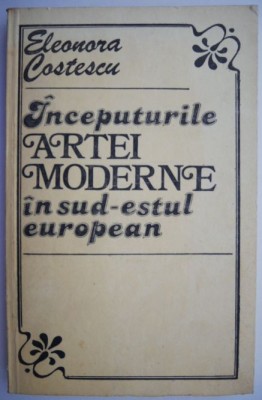 Eleonora
Costescu
Începuturile
ARTEI
MODERNE
în sud-estul
european